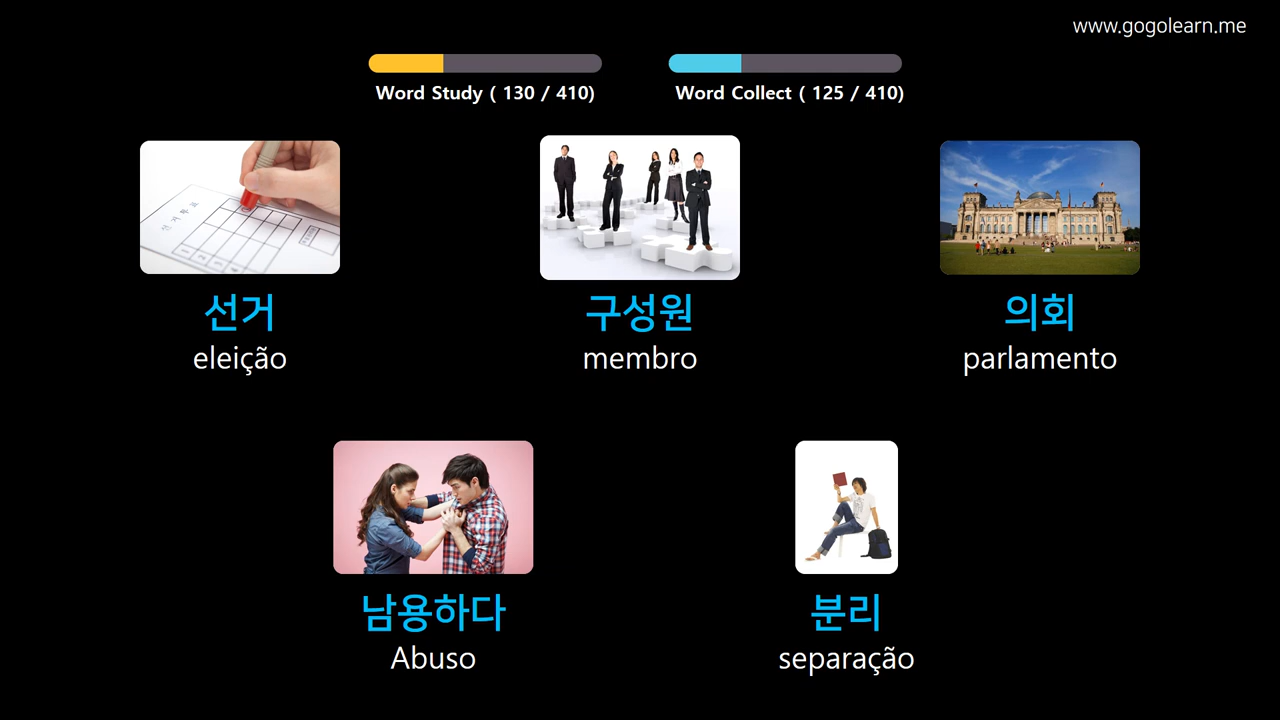 www.gogolearn.me
Word Study ( 130 / 410)
Word Collect ( 125 / 410)
선거
eleição
구성원
membro
의회
parlamento
남용하다
Abuso
분리
separação